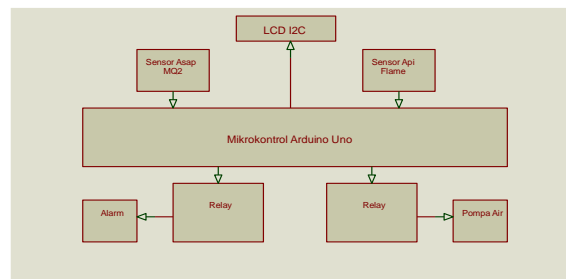 LCD I2C
Sensor Asap
MQ2
Sensor Api
Flame
Mikrokontrol Arduino Uno
Alarm
Relay
Relay
Pompa Air